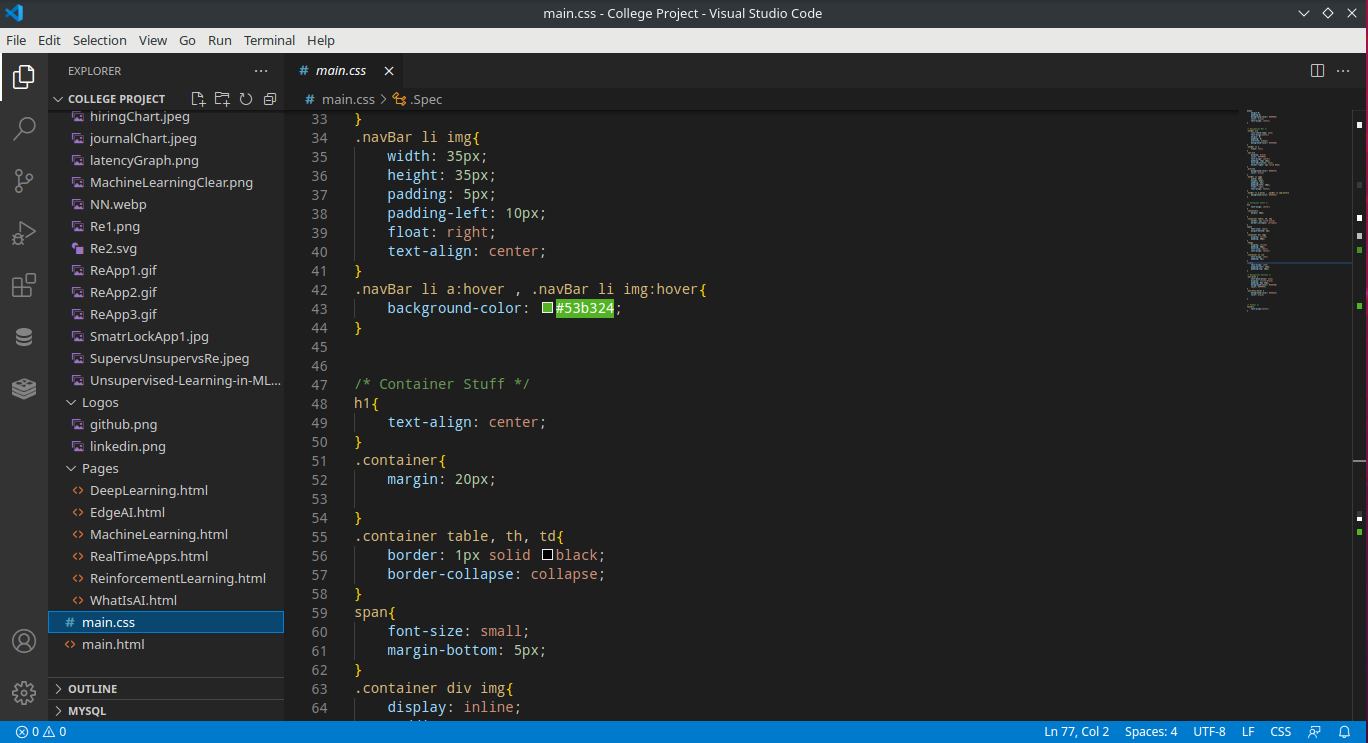 main.css - College Project - Visual Studio Code
File Edit Selection View Go Run Terminal Help
EXPLORER
COLLEGE PROJECT
hiringChart.jpeg
journalChart.jpeg
latencyGraph.png
MachineLearningClear.png
NN.webp
Re1.png
Re2.svg
ReApp1.gif
ReApp2.gif
ReApp3.gif
SmatrLockApp1.jpg
SupervsUnsupervsRe.jpeg
Unsupervised-Learning-in-ML...
Logos
github.png
linkedin.png
Pages
DeepLearning.html
EdgeAI.html
MachineLearning.html
RealTimeApps.html
ReinforcementLearning.html
WhatIsAI.html
# main.css
main.html
OUTLINE
MYSQL
# main.css
# main.css > .Spec
33 }
34 .navBar li img{
35 width: 35px;
36 height: 35px;
37 padding: 5px;
38 padding-left: 10px;
39 float: right;
40 text-align: center;
41 }
42 .navBar li a:hover , .navBar li img:hover{
43 background-color: #53b324;
44 }
45
46
47 /* Container Stuff */
48 h1{
49 text-align: center;
50 }
51 .container{
52 margin: 20px;
53
54 }
55 .container table, th, td{
56 border: 1px solid black;
57 border-collapse: collapse;
58 }
59 span{
60 font-size: small;
61 margin-bottom: 5px;
62 }
63 .container div img{
64 display: inline;
0 0 Ln 77, Col 2 Spaces: 4 UTF-8 LF CSS